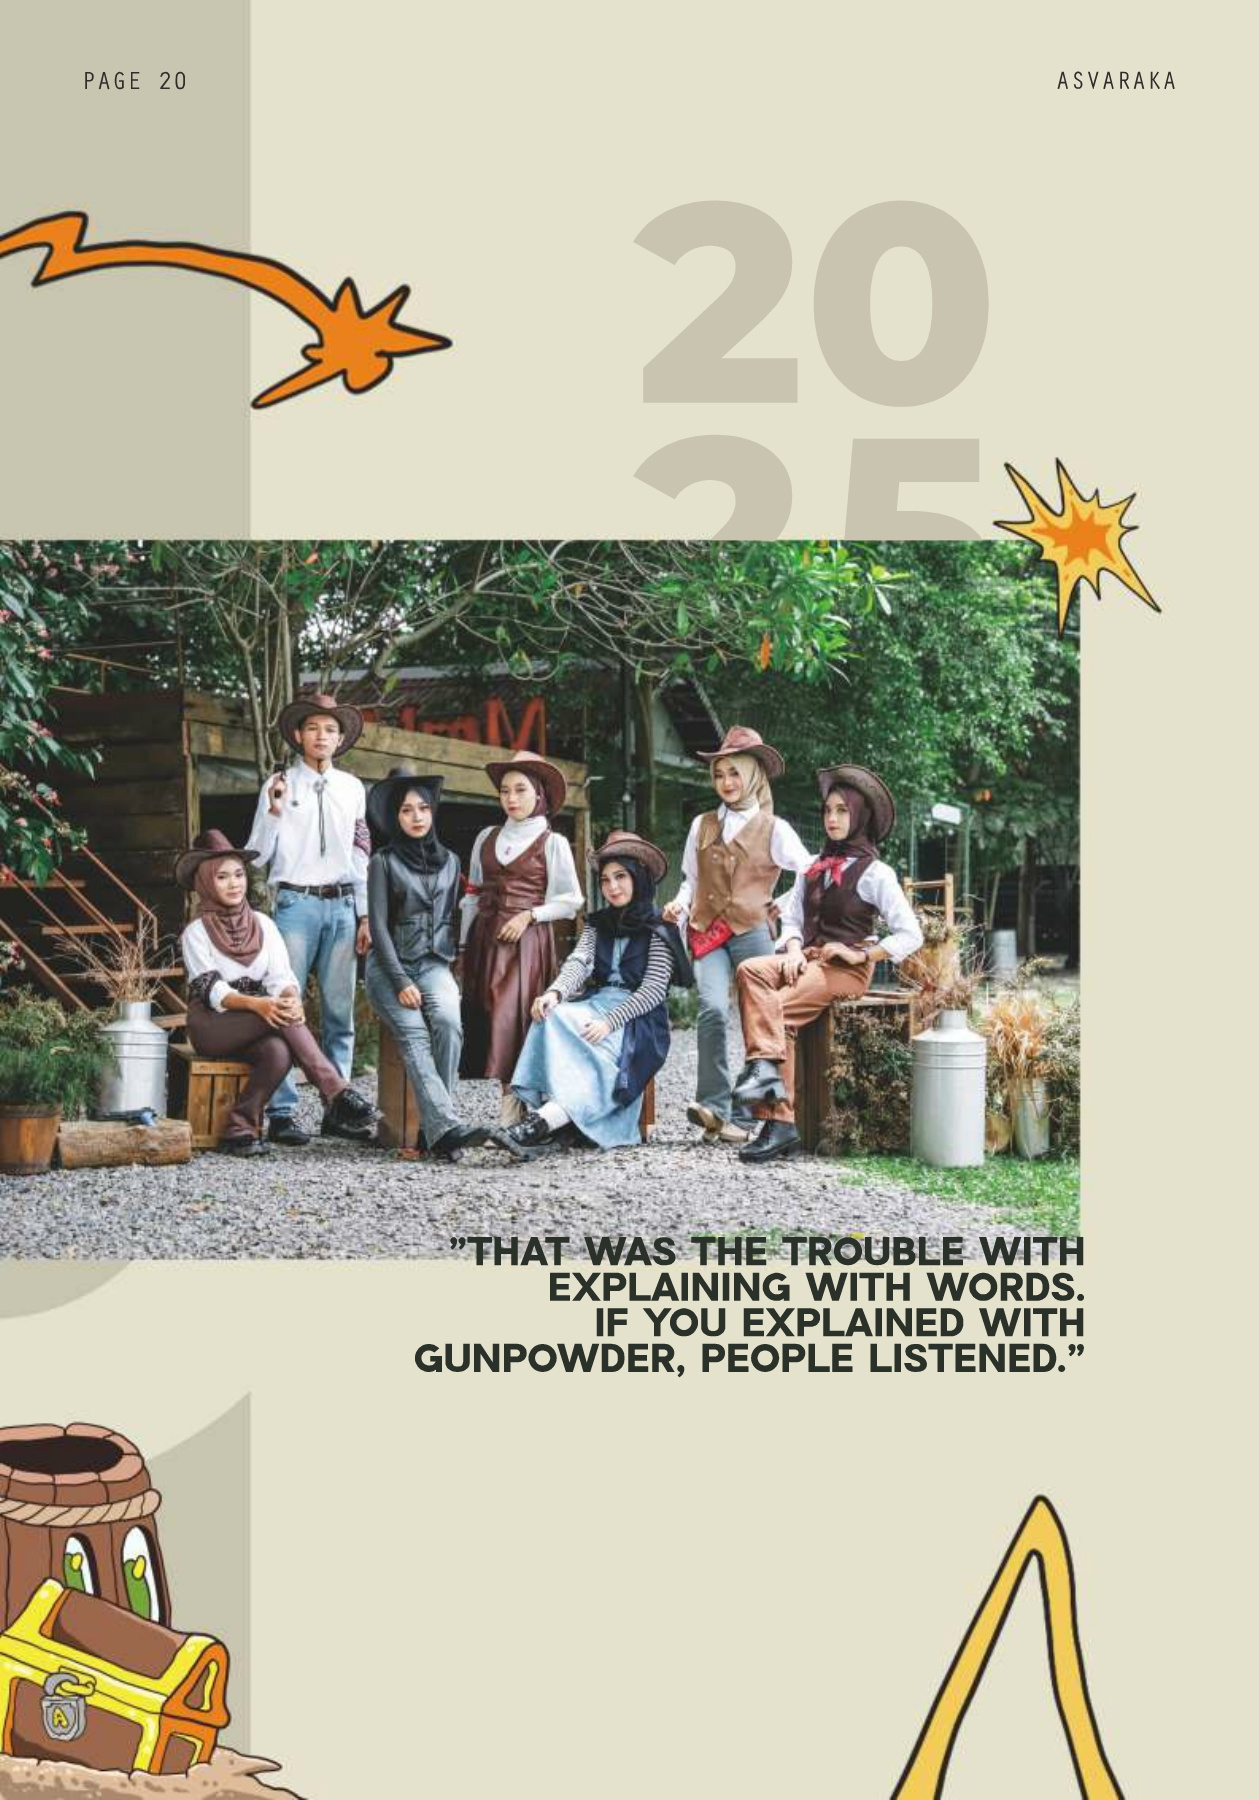 PAGE 20
ASVARAKA
20
25
”THAT WAS THE TROUBLE WITH
EXPLAINING WITH WORDS.
IF YOU EXPLAINED WITH
GUNPOWDER, PEOPLE LISTENED.”
A